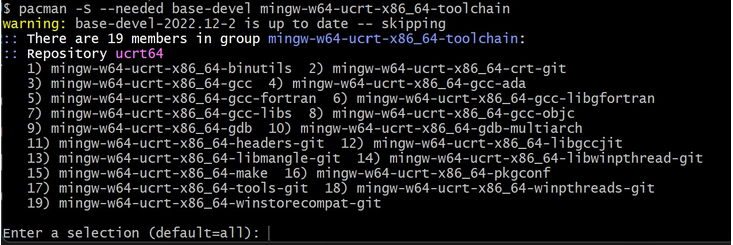 $ pacman -S --needed base-devel mingw-w64-ucrt-x86_64-toolchain
warning: base-devel-2022.12-2 is up to date -- skipping
:: There are 19 members in group mingw-w64-ucrt-x86_64-toolchain:
:: Repository ucrt64
1) mingw-w64-ucrt-x86_64-binutils 2) mingw-w64-ucrt-x86_64-crt-git
3) mingw-w64-ucrt-x86_64-gcc 4) mingw-w64-ucrt-x86_64-gcc-ada
5) mingw-w64-ucrt-x86_64-gcc-fortran 6) mingw-w64-ucrt-x86_64-gcc-libgfortran
7) mingw-w64-ucrt-x86_64-gcc-libs 8) mingw-w64-ucrt-x86_64-gcc-objc
9) mingw-w64-ucrt-x86_64-gdb 10) mingw-w64-ucrt-x86_64-gdb-multiarch
11) mingw-w64-ucrt-x86_64-headers-git 12) mingw-w64-ucrt-x86_64-libgccjit
13) mingw-w64-ucrt-x86_64-libmangle-git 14) mingw-w64-ucrt-x86_64-libwinpthread-git
15) mingw-w64-ucrt-x86_64-make 16) mingw-w64-ucrt-x86_64-pkgconf
17) mingw-w64-ucrt-x86_64-tools-git 18) mingw-w64-ucrt-x86_64-winpthreads-git
19) mingw-w64-ucrt-x86_64-winstorecompat-git
Enter a selection (default=all):